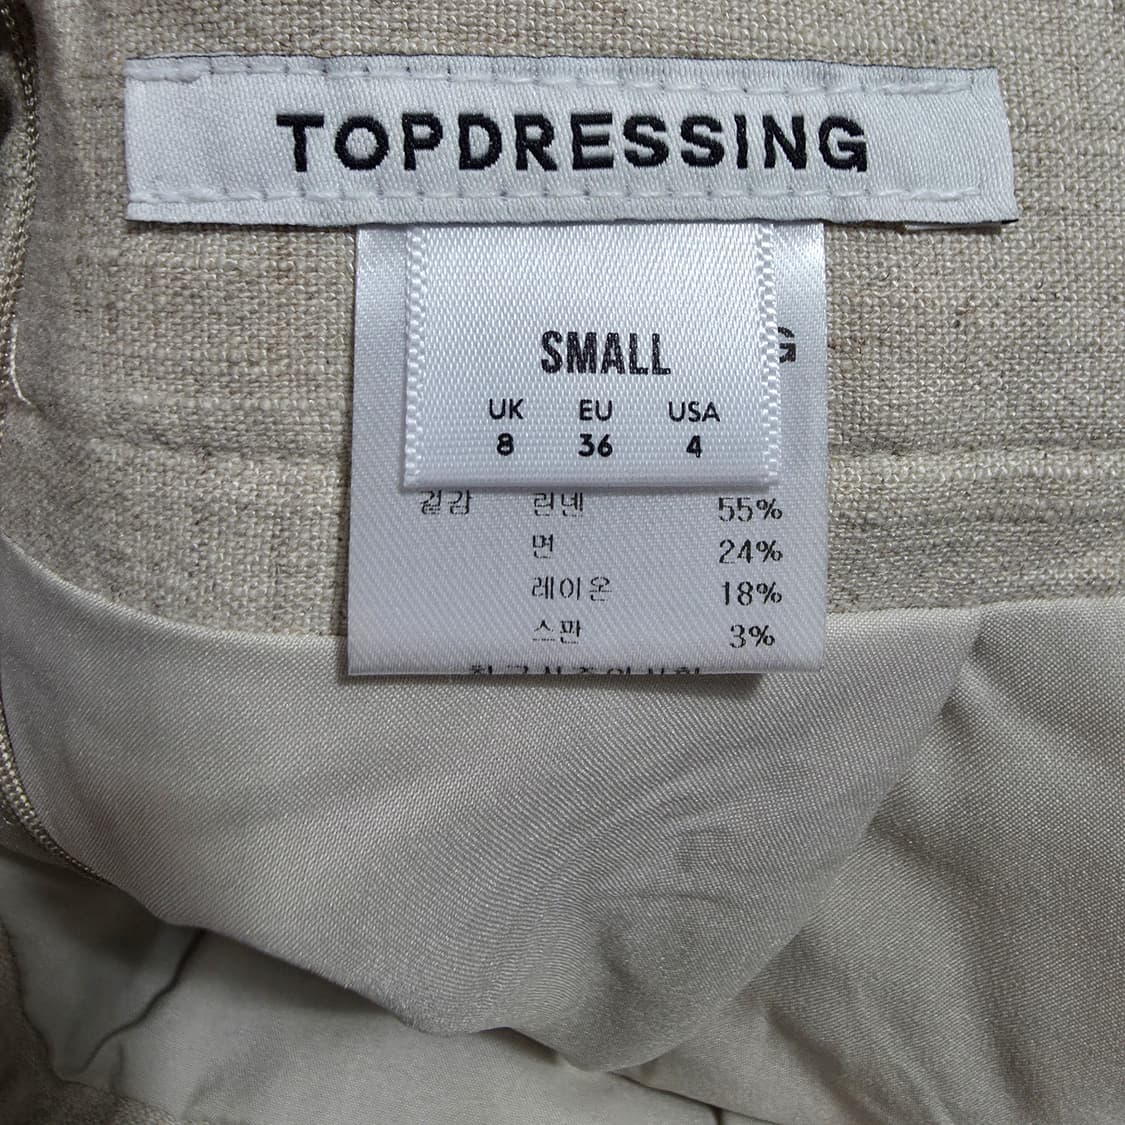 TOPDRESSING
SMALL
UK EU USA
8 36 4
G
겉감 린넨 55%
면 24%
레이온 18%
스판 3%